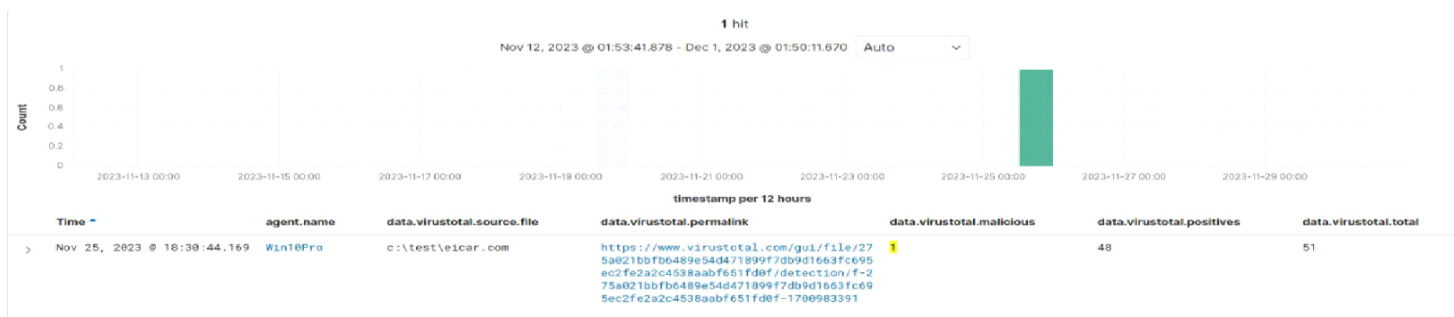 1 hit
Nov 12, 2023 @ 01:53:41.878 - Dec 1, 2023 @ 01:50:11.670 Auto
Count
1
0.8
0.6
0.4
0.2
0
2023-11-13 00:00 2023-11-15 00:00 2023-11-17 00:00 2023-11-19 00:00 2023-11-21 00:00 2023-11-23 00:00 2023-11-25 00:00 2023-11-27 00:00 2023-11-29 00:00
timestamp per 12 hours
Time agent.name data.virustotal.source.file data.virustotal.permalink data.virustotal.malicious data.virustotal.positives data.virustotal.total
Nov 25, 2023 @ 18:30:44.169 Win10Pro c:\test\eicar.com https://www.virustotal.com/gui/file/27 1 48 51
5a021bbfb6489e54d471899f7db9d1663fc695
ec2fe2a2c4538aabf651fd0f/detection/f-2
75a021bbfb6489e54d471899f7db9d1663fc69
5ec2fe2a2c4538aabf651fd0f-1700983391